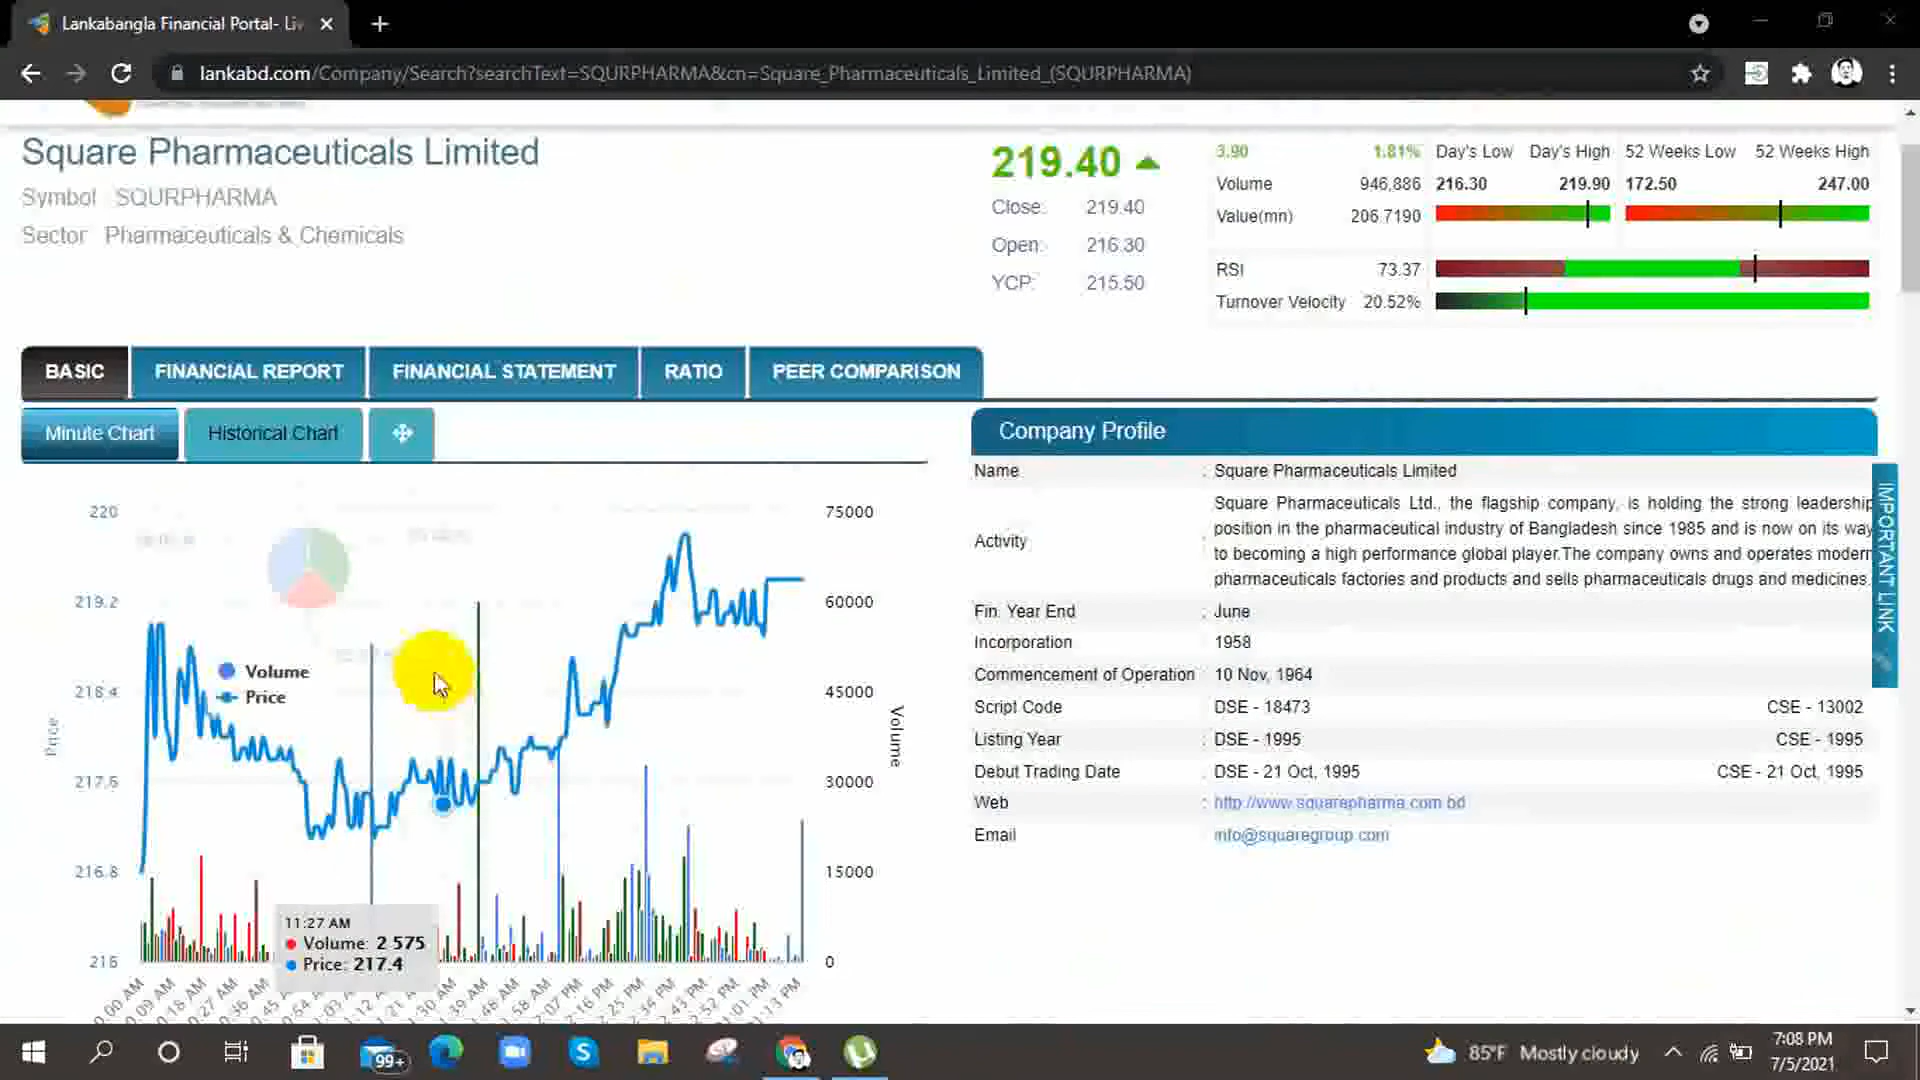 Lankabangla Financial Portal- Liv
lankabd.com/Company/Search?searchText=SQURPHARMA&cn=Square_Pharmaceuticals_Limited_(SQURPHARMA)
Square Pharmaceuticals Limited
Symbol SQURPHARMA
Sector Pharmaceuticals & Chemicals
219.40
Close: 219.40
Open: 216.30
YCP: 215.50
3.90 1.81%
Volume 946,886
Value(mn) 206.7190
RSI 73.37
Turnover Velocity 20.52%
Day's Low Day's High 52 Weeks Low 52 Weeks High
216.30 219.90 172.50 247.00
BASIC FINANCIAL REPORT FINANCIAL STATEMENT RATIO PEER COMPARISON
Minute Chart Historical Chart
220 75000
219.2 60000
218.4 45000
217.6 30000
216.8 15000
216 0
Price
Volume
Volume
Price
11:27 AM
Volume: 2 575
Price: 217.4
Company Profile
Name : Square Pharmaceuticals Limited
Activity : Square Pharmaceuticals Ltd., the flagship company, is holding the strong leadership
position in the pharmaceutical industry of Bangladesh since 1985 and is now on its way
to becoming a high performance global player.The company owns and operates modern
pharmaceuticals factories and products and sells pharmaceuticals drugs and medicines.
Fin. Year End : June
Incorporation : 1958
Commencement of Operation : 10 Nov, 1964
Script Code : DSE - 18473 CSE - 13002
Listing Year : DSE - 1995 CSE - 1995
Debut Trading Date : DSE - 21 Oct, 1995 CSE - 21 Oct, 1995
Web : http://www.squarepharma.com.bd
Email : info@squaregroup.com
IMPORTANT LINK
99+
85°F Mostly cloudy
7:08 PM
7/5/2021